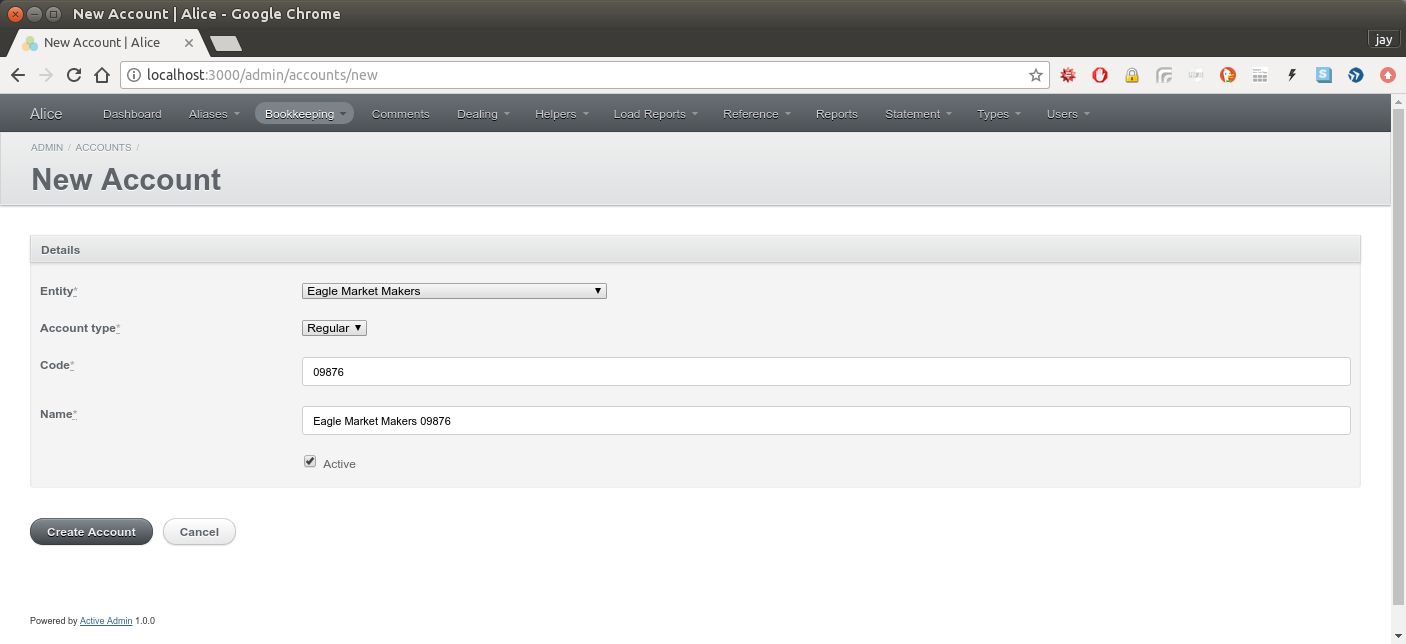 New Account | Alice - Google Chrome
New Account | Alice
jay
localhost:3000/admin/accounts/new
Alice Dashboard Aliases Bookkeeping Comments Dealing Helpers Load Reports Reference Reports Statement Types Users
ADMIN / ACCOUNTS /
New Account
Details
Entity* Eagle Market Makers
Account type* Regular
Code* 09876
Name* Eagle Market Makers 09876
Active
Create Account Cancel
Powered by Active Admin 1.0.0